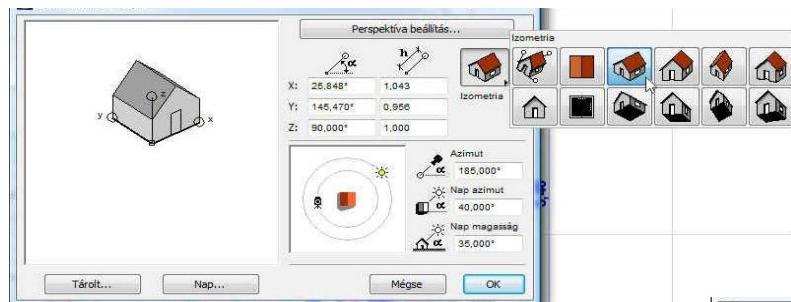 Perspektíva beállítás...
Izometria
α
h
X: 25,848° 1,043
Y: 145,470° 0,956
Z: 90,000° 1,000
Izometria
z
y
x
Azimut
α 185,000°
Nap azimut
α 40,000°
Nap magasság
α 35,000°
Tárolt...
Nap...
Mégse
OK